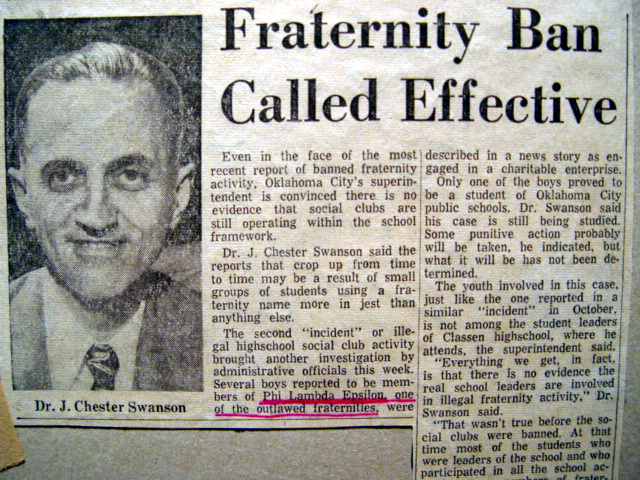 Fraternity Ban
Called Effective
Even in the face of the most
recent report of banned fraternity
activity, Oklahoma City's superin-
tendent is convinced there is no
evidence that social clubs are
still operating within the school
framework.
Dr. J. Chester Swanson said the
reports that crop up from time
to time may be a result of small
groups of students using a fra-
ternity name more in jest than
anything else.
The second "incident" or ille-
gal highschool social club activity
brought another investigation by
administrative officials this week.
Several boys reported to be mem-
bers of Phi Lambda Epsilon, one
of the outlawed fraternities, were
described in a news story as en-
gaged in a charitable enterprise.
Only one of the boys proved to
be a student of Oklahoma City
public schools, Dr. Swanson said
his case is still being studied.
Some punitive action probably
will be taken, he indicated, but
what it will be has not been de-
termined.
The youth involved in this case,
just like the one reported in a
similar "incident" in October,
is not among the student leaders
of Classen highschool, where he
attends, the superintendent said.
"Everything we get, in fact,
is that there is no evidence the
real school leaders are involved
in illegal fraternity activity," Dr.
Swanson said.
"That wasn't true before the so-
cial clubs were banned. At that
time most of the students who
were leaders of the school and who
participated in all the school ac-
Dr. J. Chester Swanson